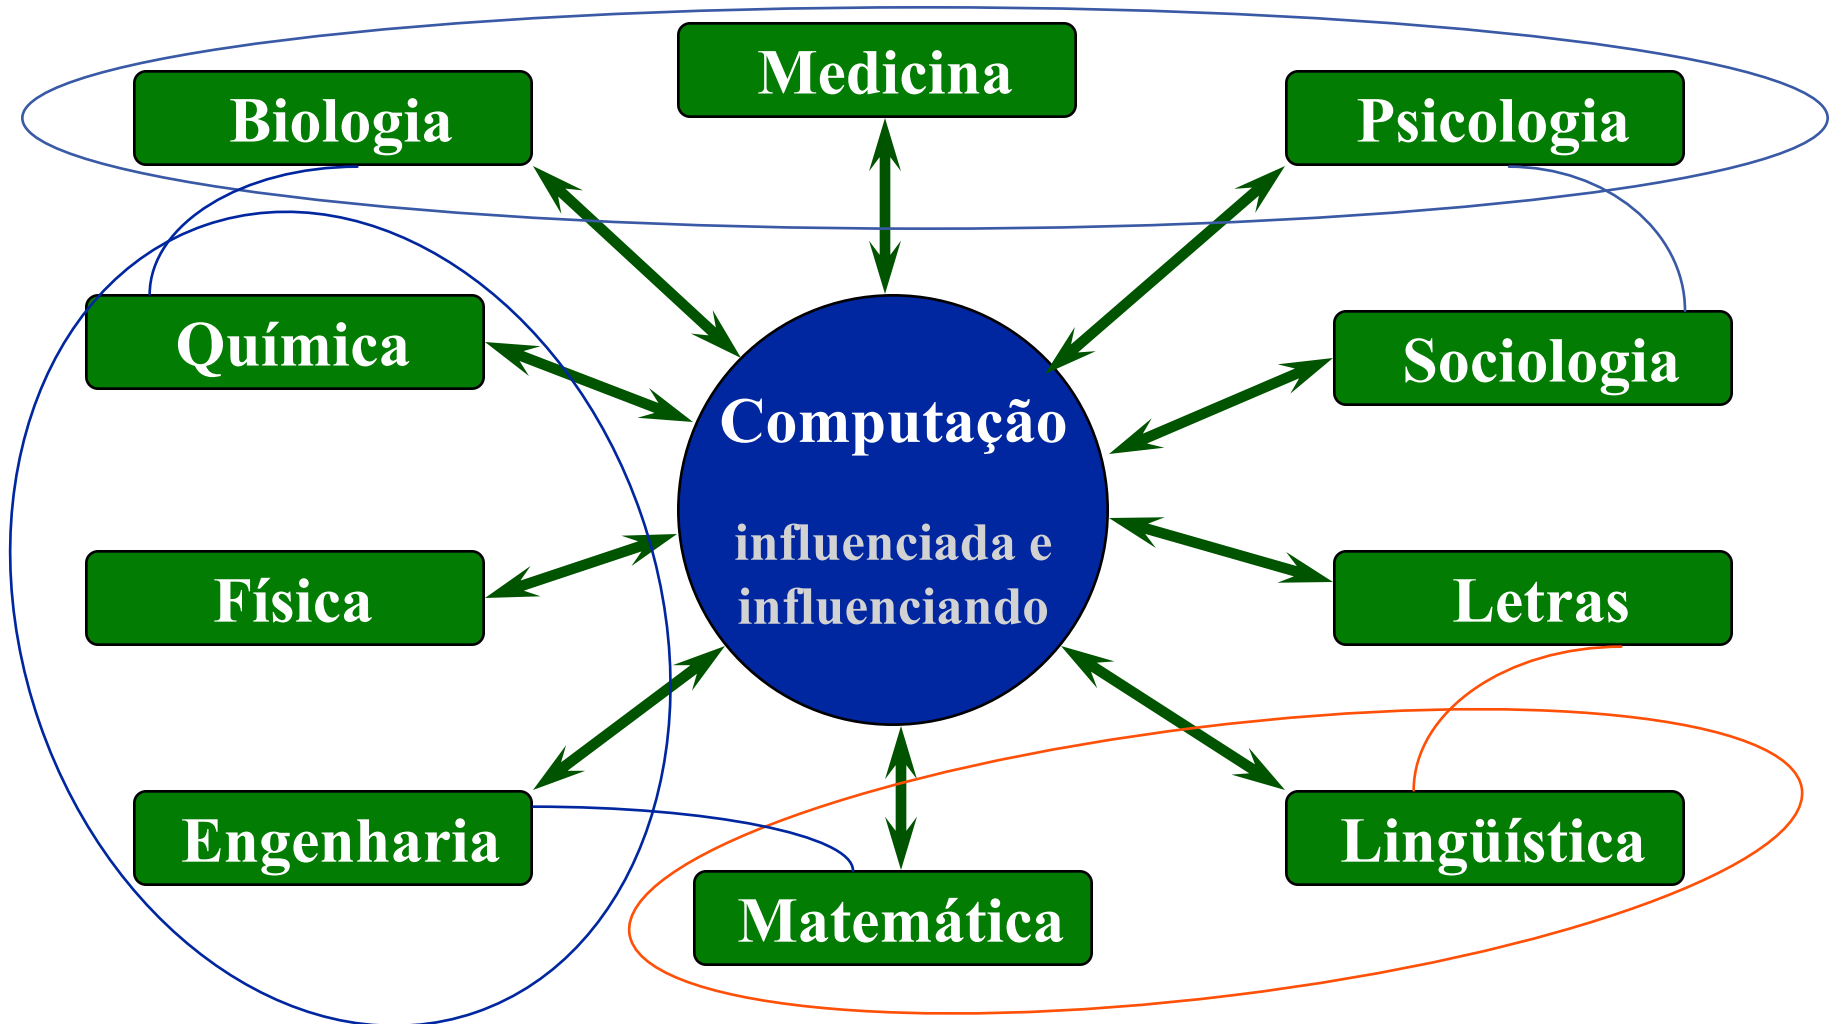 Medicina
Biologia
Psicologia
Química
Sociologia
Computação
influenciada e
influenciando
Física
Letras
Engenharia
Lingüística
Matemática